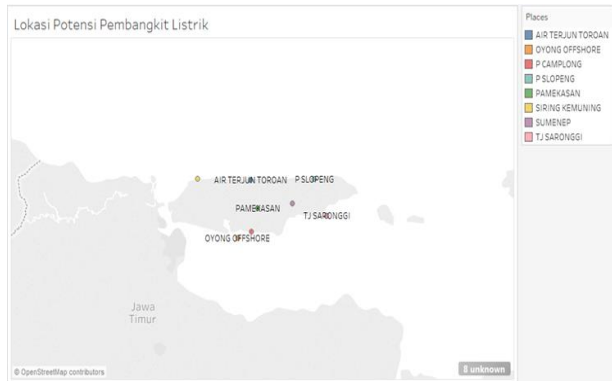 Lokasi Potensi Pembangkit Listrik
Places
AIR TERJUN TOROAN
OYONG OFFSHORE
P CAMPLONG
P SLOPENG
PAMEKASAN
SIRING KEMUNING
SUMENEP
TJ SARONGGI
AIR TERJUN TOROAN
P SLOPENG
PAMEKASAN
TJ SARONGGI
OYONG OFFSHORE
Jawa
Timur
© OpenStreetMap contributors
8 unknown